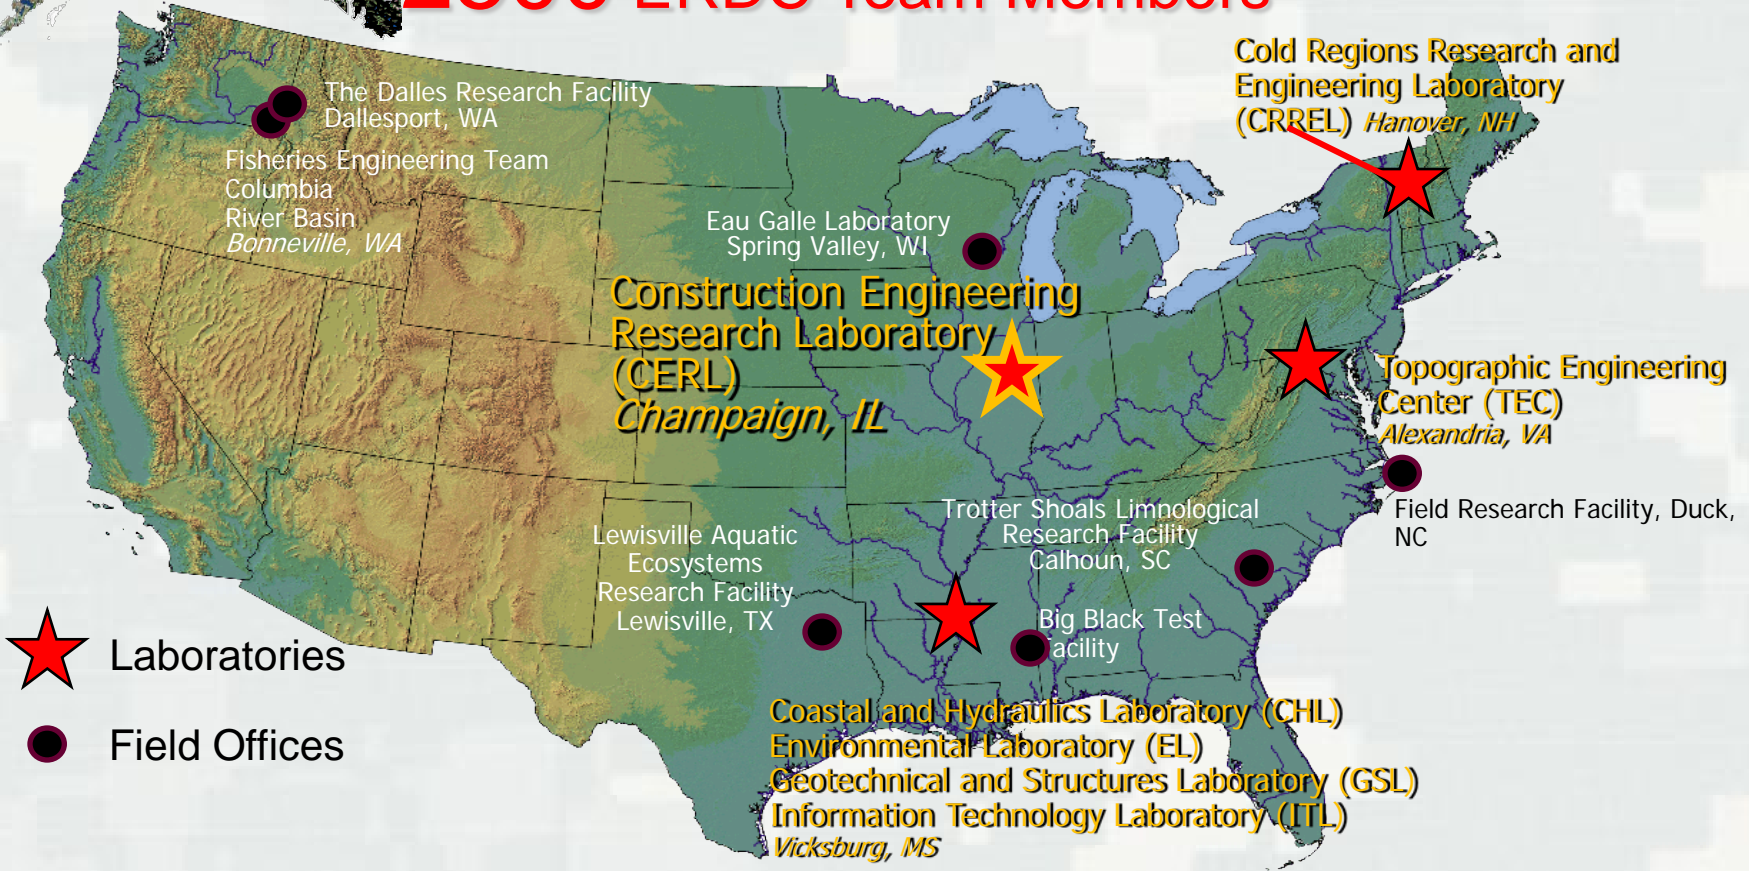 ERDC Team Members
Cold Regions Research and
Engineering Laboratory
(CRREL) Hanover, NH
The Dalles Research Facility
Dallesport, WA
Fisheries Engineering Team
Columbia
River Basin
Bonneville, WA
Eau Galle Laboratory
Spring Valley, WI
Construction Engineering
Research Laboratory
(CERL)
Champaign, IL
Topographic Engineering
Center (TEC)
Alexandria, VA
Field Research Facility, Duck,
NC
Trotter Shoals Limnological
Research Facility
Calhoun, SC
Lewisville Aquatic
Ecosystems
Research Facility
Lewisville, TX
Big Black Test
acility
Laboratories
Field Offices
Coastal and Hydraulics Laboratory (CHL)
Environmental Laboratory (EL)
Geotechnical and Structures Laboratory (GSL)
Information Technology Laboratory (ITL)
Vicksburg, MS